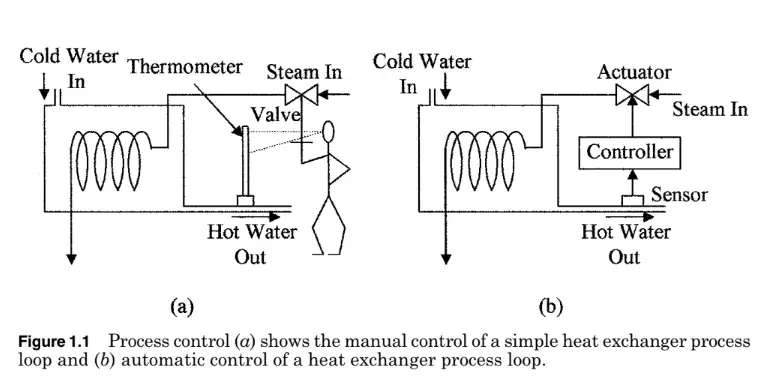 Cold Water
In
Thermometer
Steam In
Valve
Hot Water
Out
(a)
Cold Water
In
Actuator
Steam In
Controller
Sensor
Hot Water
Out
(b)
Figure 1.1 Process control (a) shows the manual control of a simple heat exchanger process
loop and (b) automatic control of a heat exchanger process loop.